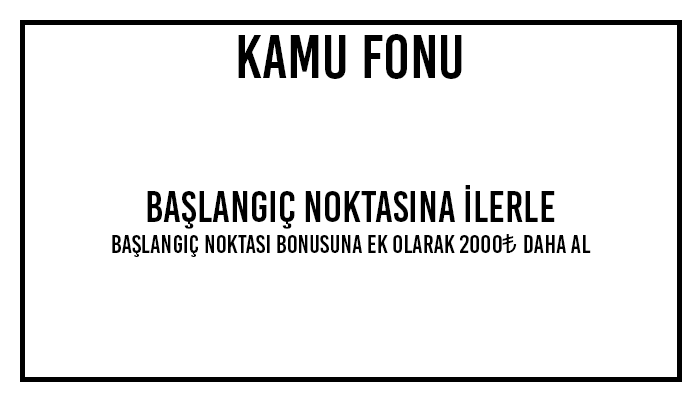 KAMU FONU
BAŞLANGIÇ NOKTASINA İLERLE
BAŞLANGIÇ NOKTASI BONUSUNA EK OLARAK 2000₺ DAHA AL